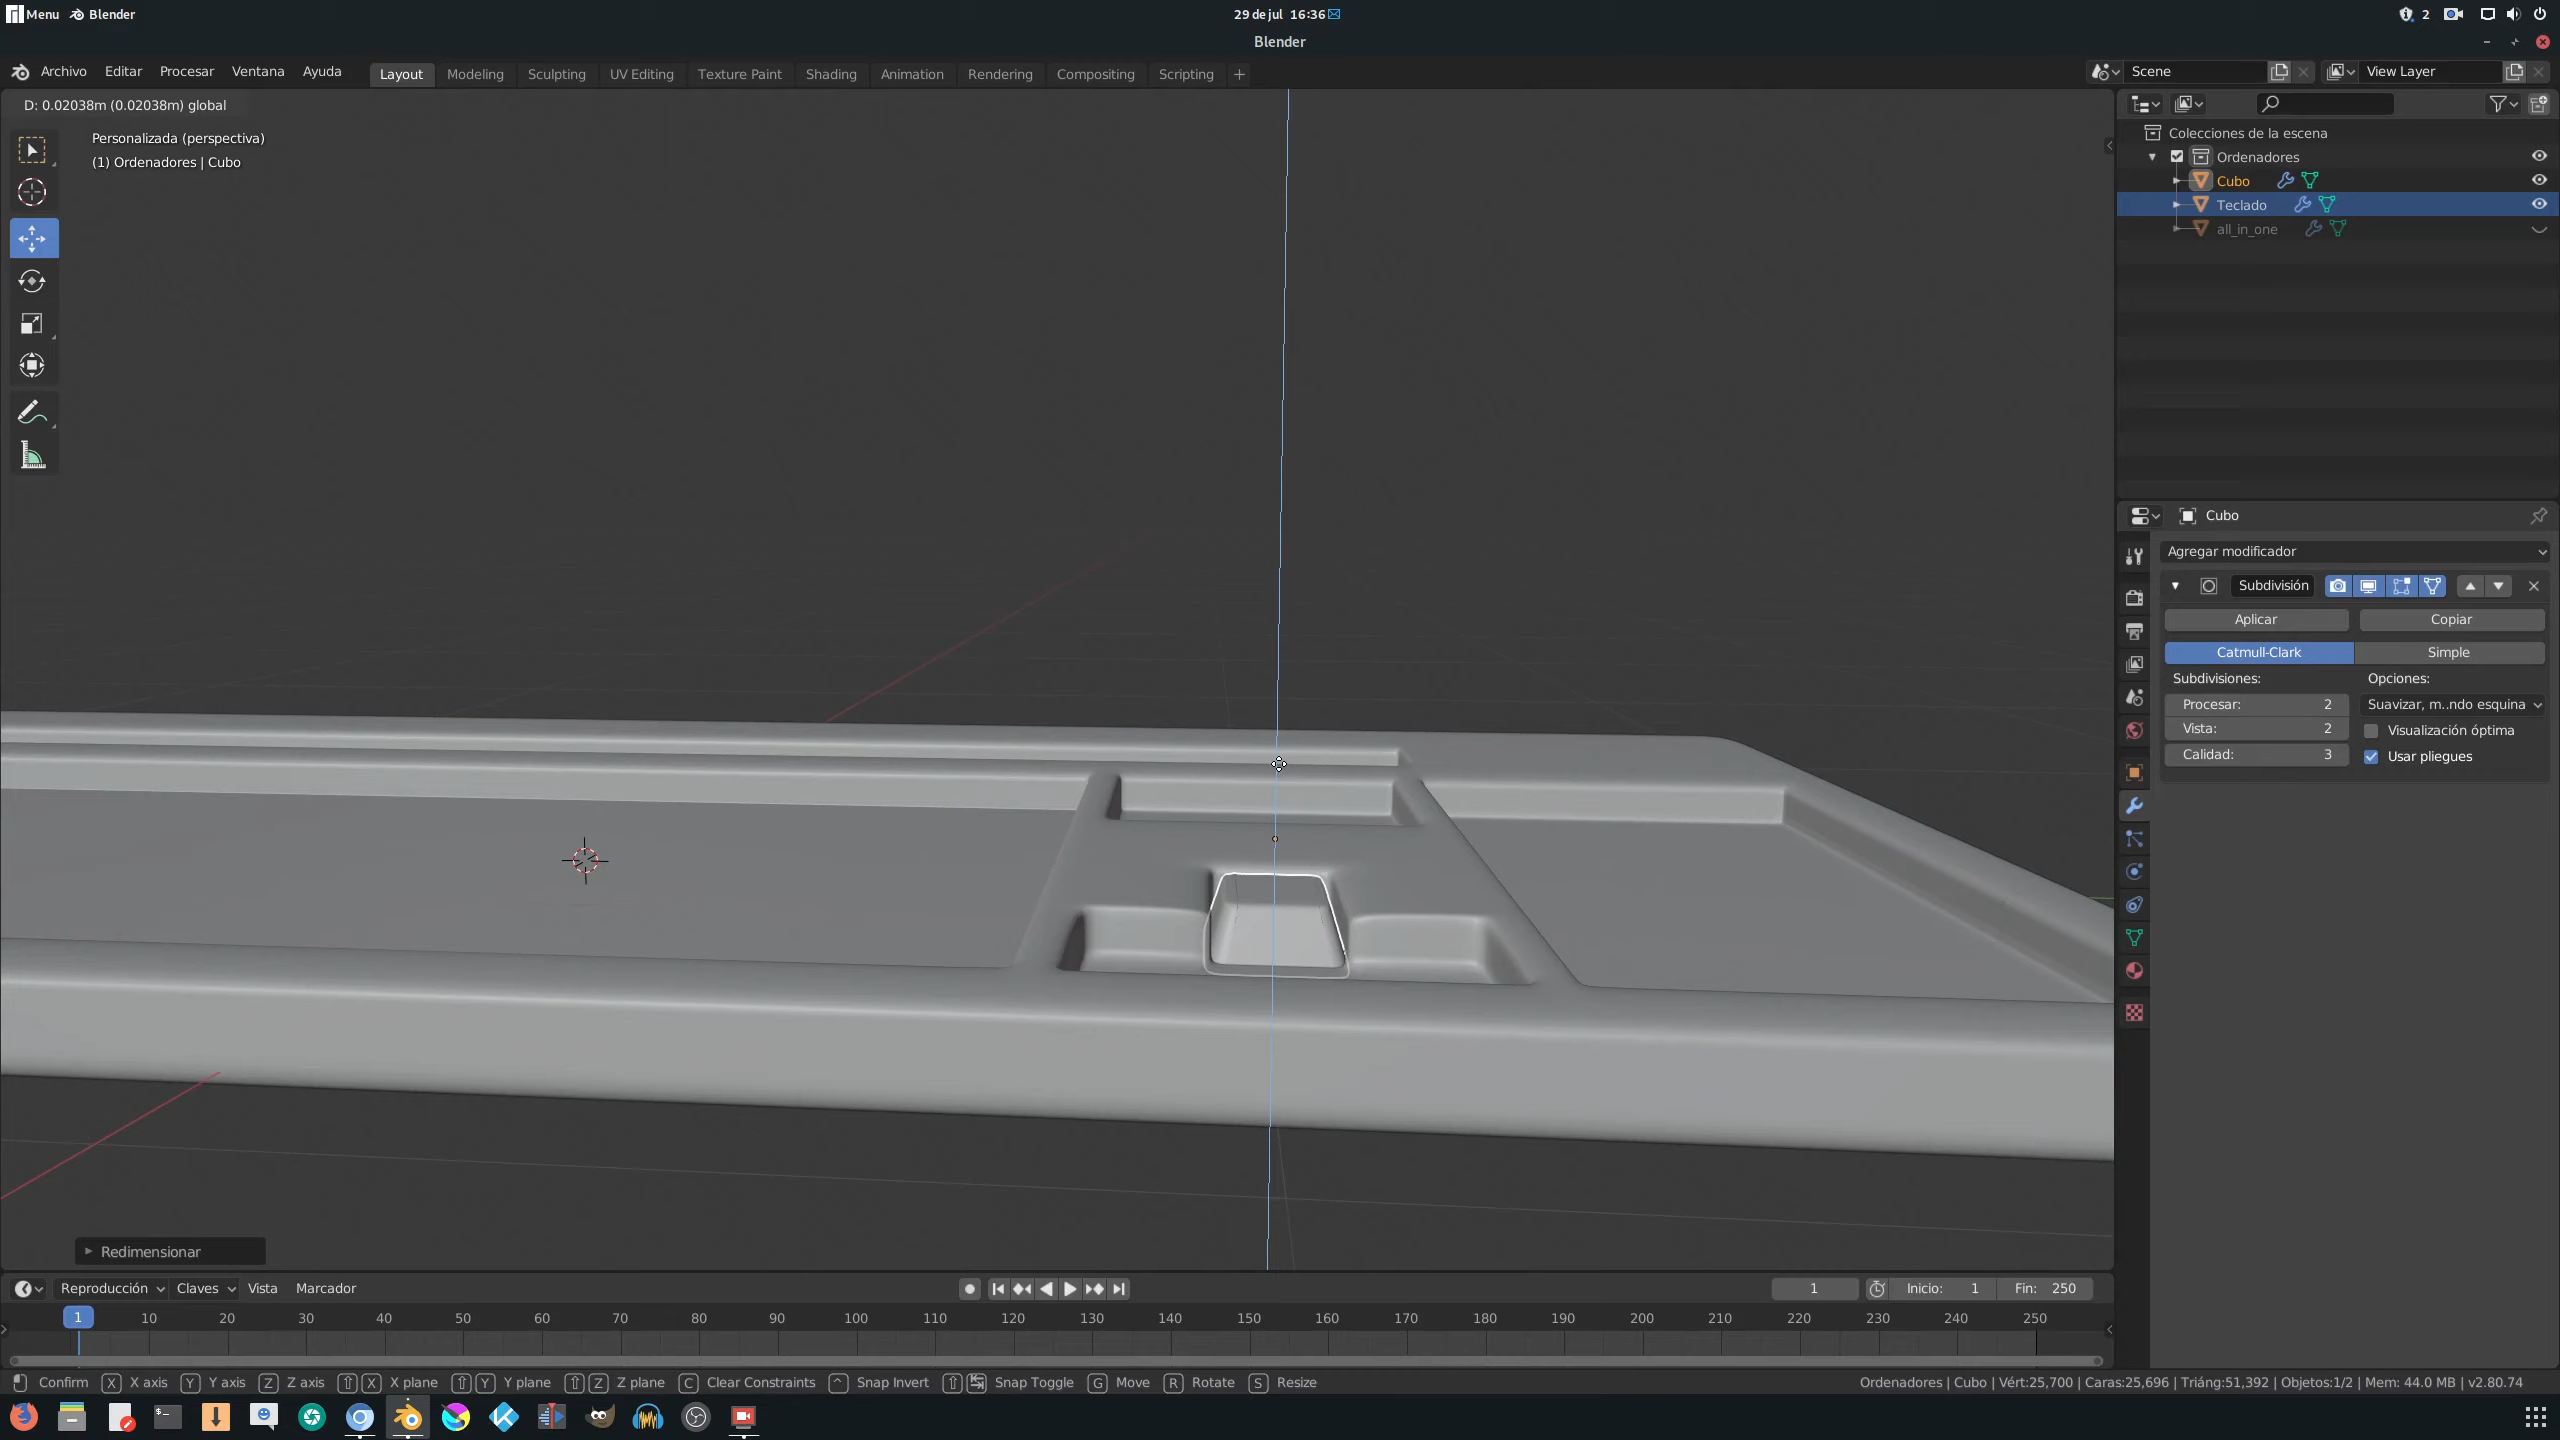 Menu Blender 29 de jul 16:36 2
Blender
Archivo Editar Procesar Ventana Ayuda Layout Modeling Sculpting UV Editing Texture Paint Shading Animation Rendering Compositing Scripting + Scene View Layer
D: 0.02038m (0.02038m) global
Personalizada (perspectiva)
(1) Ordenadores | Cubo
Colecciones de la escena
Ordenadores
Cubo
Teclado
all_in_one
Cubo
Agregar modificador
Subdivisión
Aplicar Copiar
Catmull-Clark Simple
Subdivisiones: Opciones:
Procesar: 2 Suavizar, m..ndo esquina
Vista: 2 Visualización óptima
Calidad: 3 Usar pliegues
Redimensionar
Reproducción Claves Vista Marcador 1 Inicio: 1 Fin: 250
1 10 20 30 40 50 60 70 80 90 100 110 120 130 140 150 160 170 180 190 200 210 220 230 240 250
Confirm X X axis Y Y axis Z Z axis X X plane Y Y plane Z Z plane C Clear Constraints ^ Snap Invert Snap Toggle G Move R Rotate S Resize Ordenadores | Cubo | Vért:25,700 | Caras:25,696 | Triáng:51,392 | Objetos:1/2 | Mem: 44.0 MB | v2.80.74